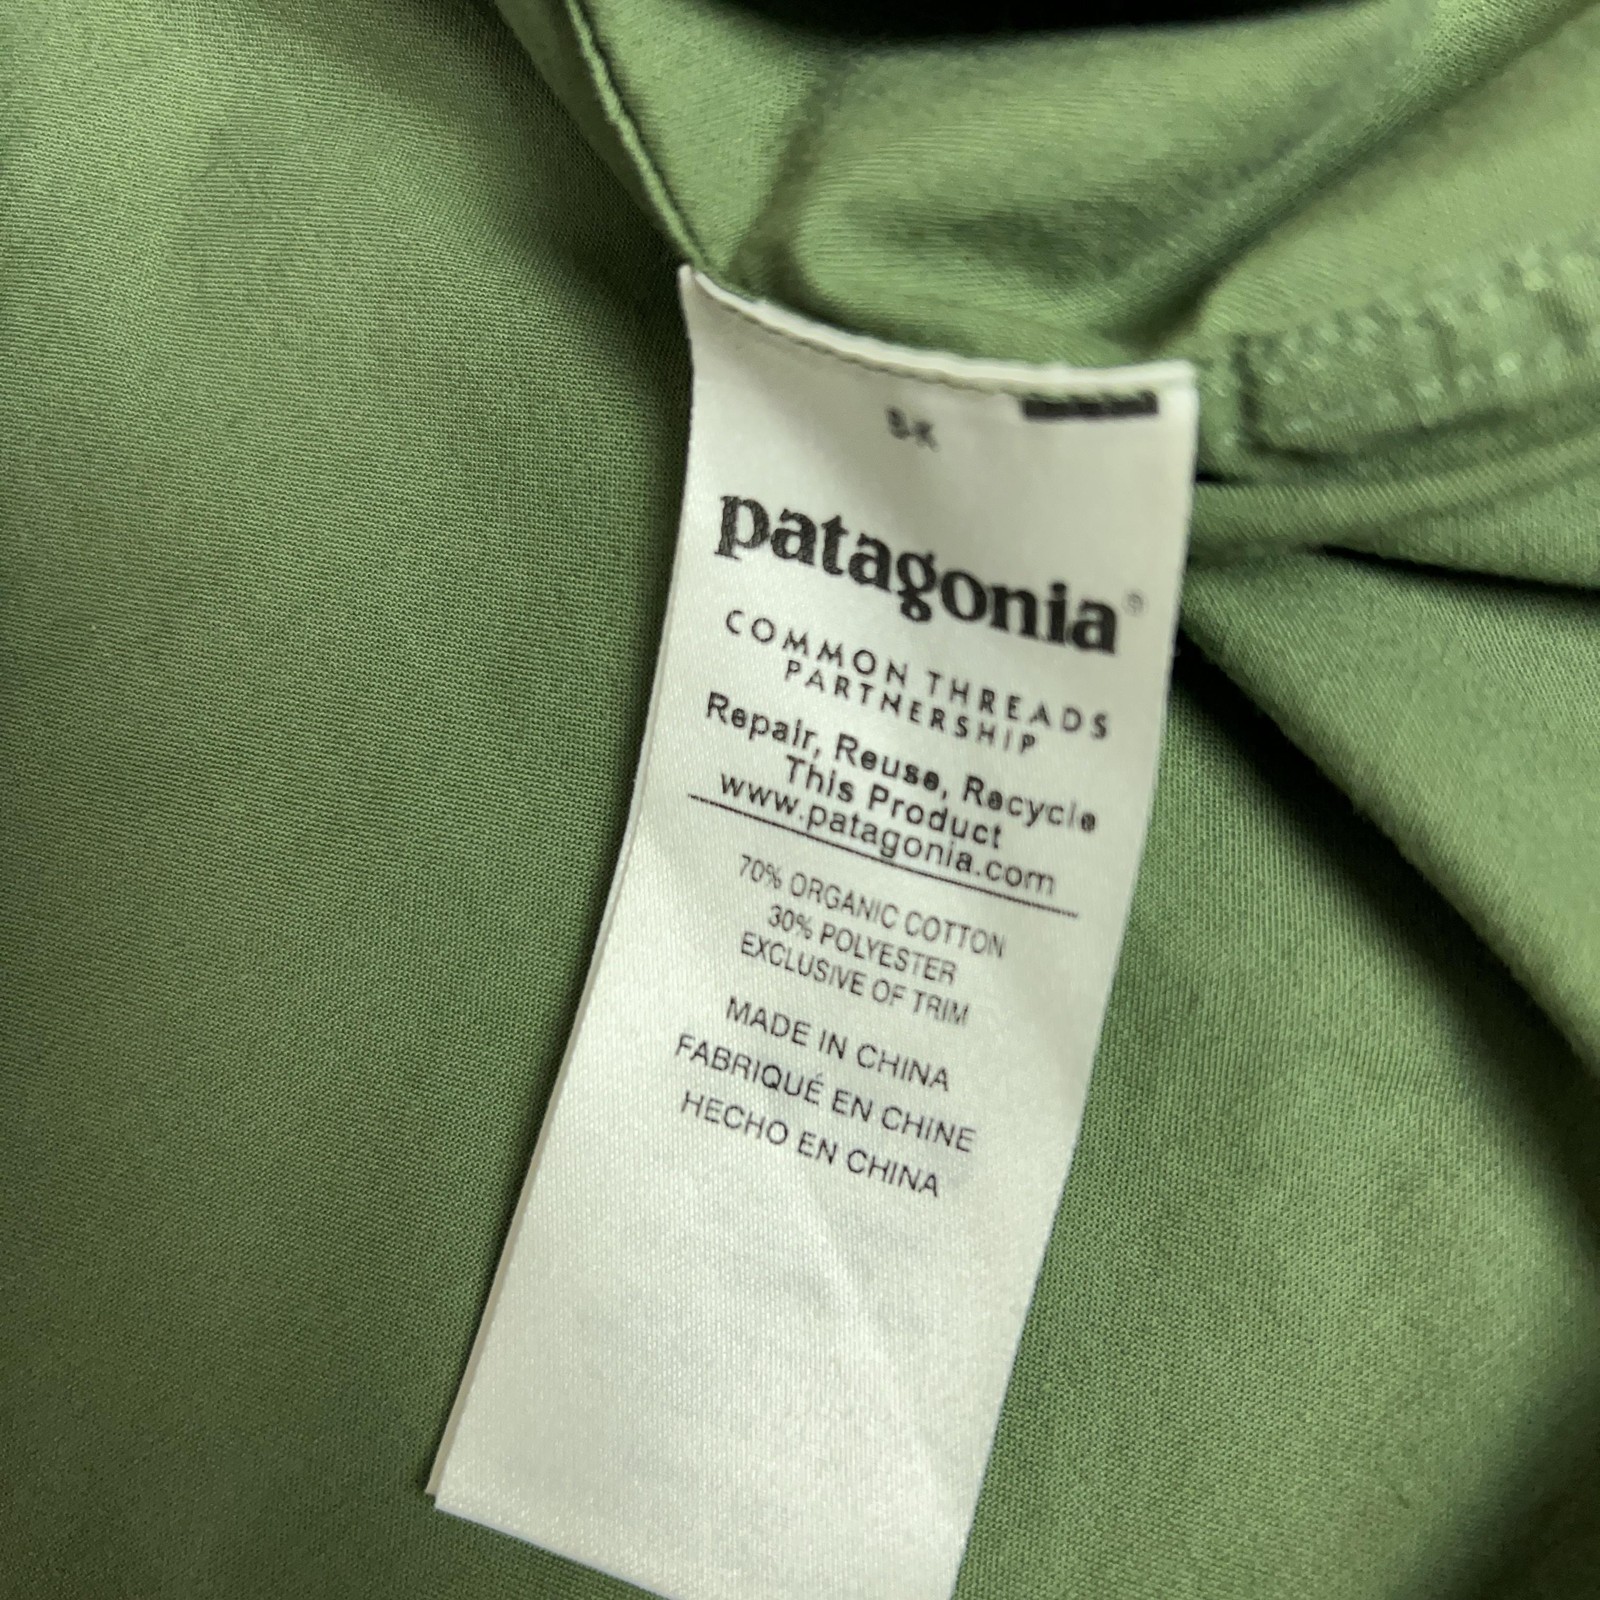 patagonia®
COMMON THREADS
PARTNERSHIP
Repair, Reuse, Recycle
This Product
www.patagonia.com
70% ORGANIC COTTON
30% POLYESTER
EXCLUSIVE OF TRIM
MADE IN CHINA
FABRIQUÉ EN CHINE
HECHO EN CHINA